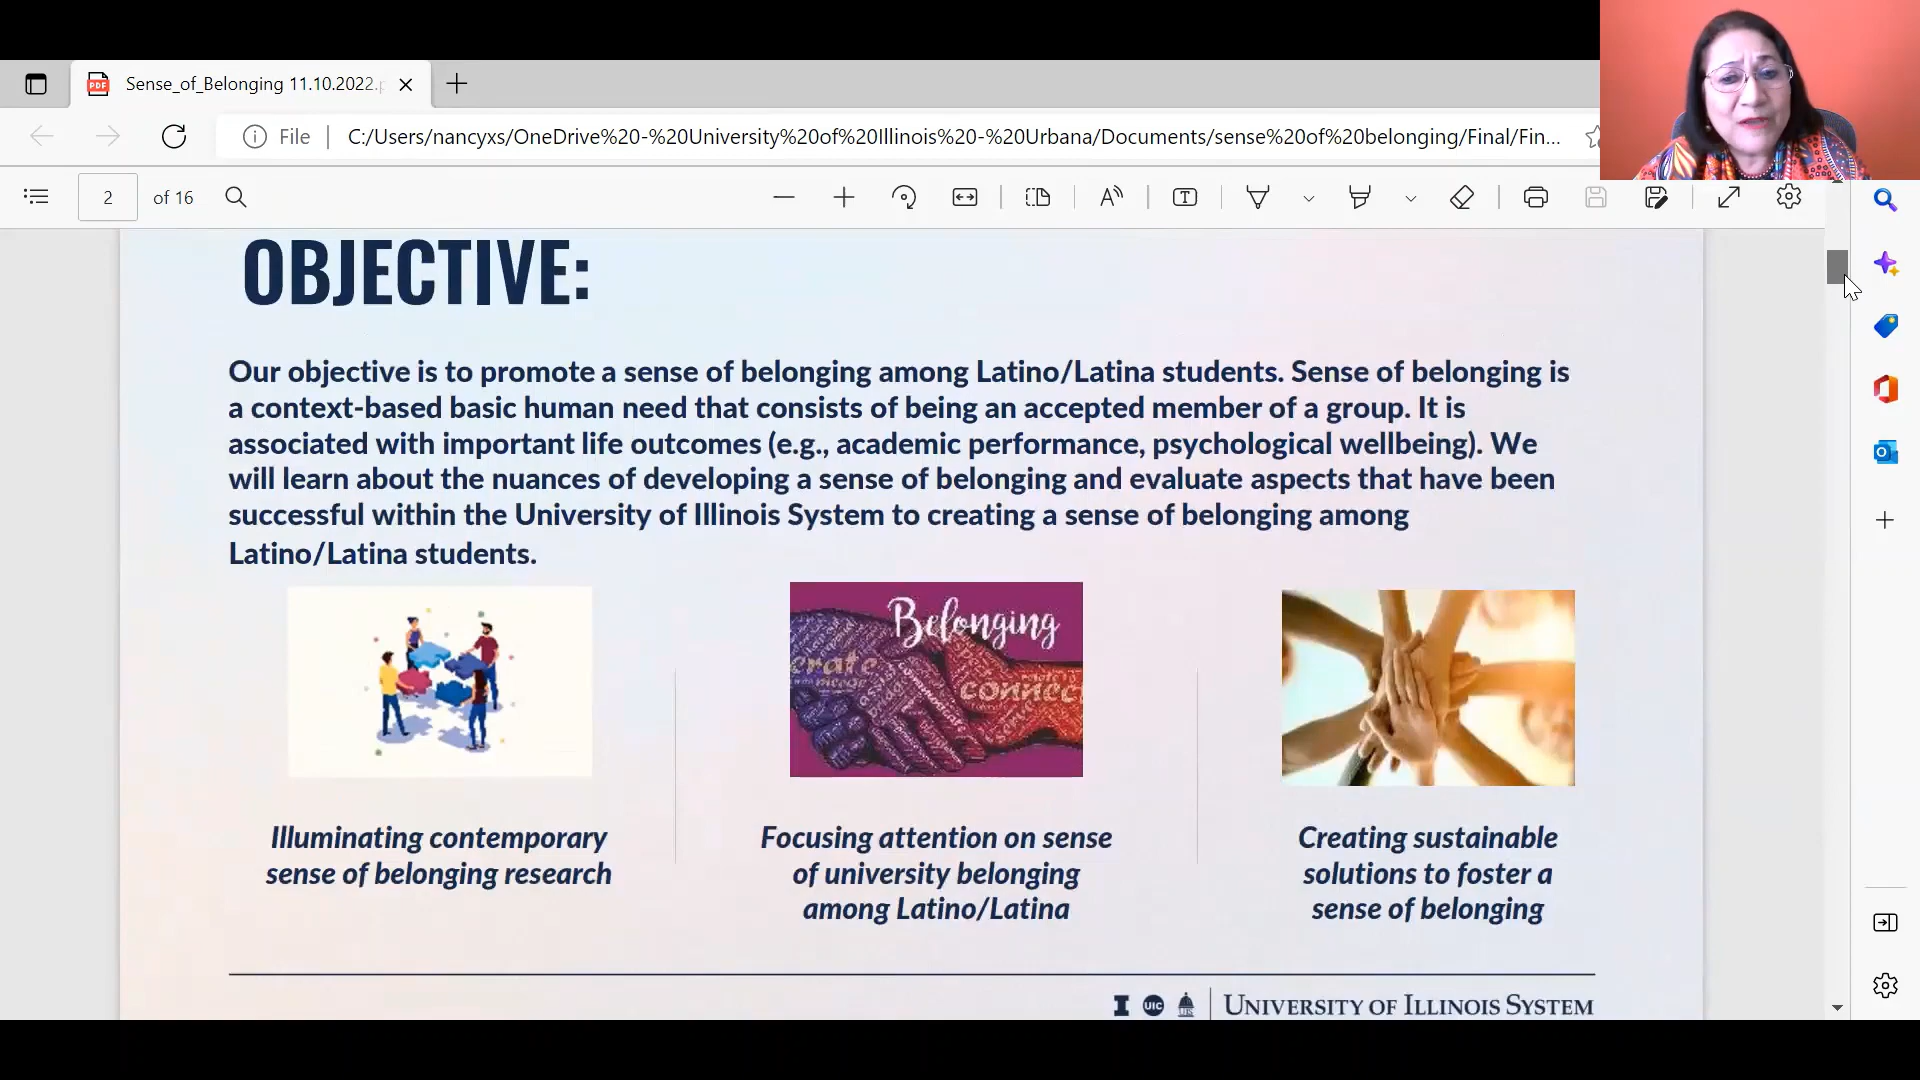 Sense_of_Belonging 11.10.2022.p
File
C:/Users/nancyxs/OneDrive%20-%20University%20of%20Illinois%20-%20Urbana/Documents/sense%20of%20belonging/Final/Fin...
2 of 16
OBJECTIVE:
Our objective is to promote a sense of belonging among Latino/Latina students. Sense of belonging is
a context-based basic human need that consists of being an accepted member of a group. It is
associated with important life outcomes (e.g., academic performance, psychological wellbeing). We
will learn about the nuances of developing a sense of belonging and evaluate aspects that have been
successful within the University of Illinois System to creating a sense of belonging among
Latino/Latina students.
Belonging
connec
Illuminating contemporary
sense of belonging research
Focusing attention on sense
of university belonging
among Latino/Latina
Creating sustainable
solutions to foster a
sense of belonging
I UIC UNIVERSITY OF ILLINOIS SYSTEM